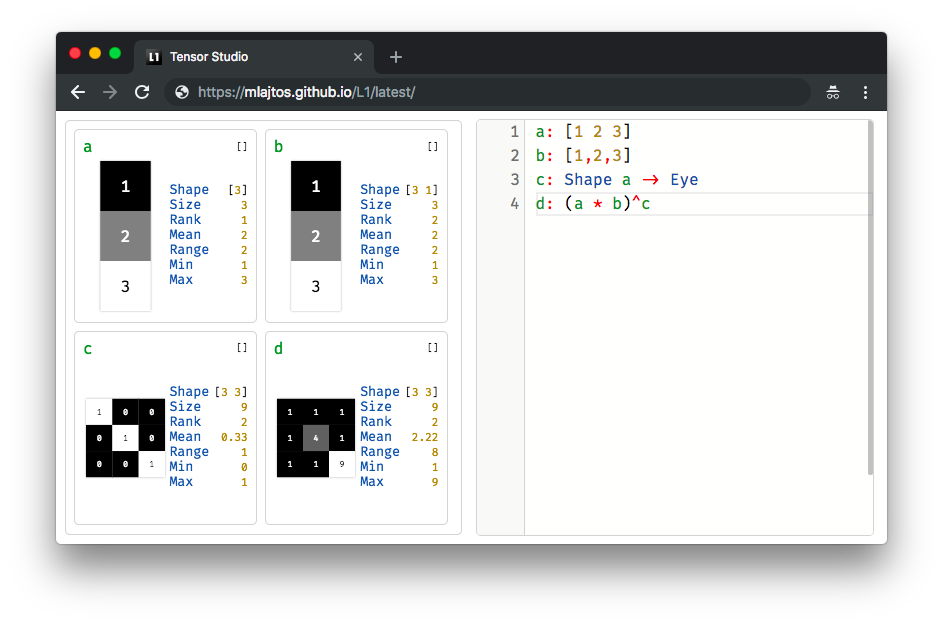 L1 Tensor Studio
https://mlajtos.github.io/L1/latest/
a []
1
2
3
Shape [3]
Size 3
Rank 1
Mean 2
Range 2
Min 1
Max 3
b []
1
2
3
Shape [3 1]
Size 3
Rank 2
Mean 2
Range 2
Min 1
Max 3
c []
1 0 0
0 1 0
0 0 1
Shape [3 3]
Size 9
Rank 2
Mean 0.33
Range 1
Min 0
Max 1
d []
1 1 1
1 4 1
1 1 9
Shape [3 3]
Size 9
Rank 2
Mean 2.22
Range 8
Min 1
Max 9
1 a: [1 2 3]
2 b: [1,2,3]
3 c: Shape a → Eye
4 d: (a * b)^c